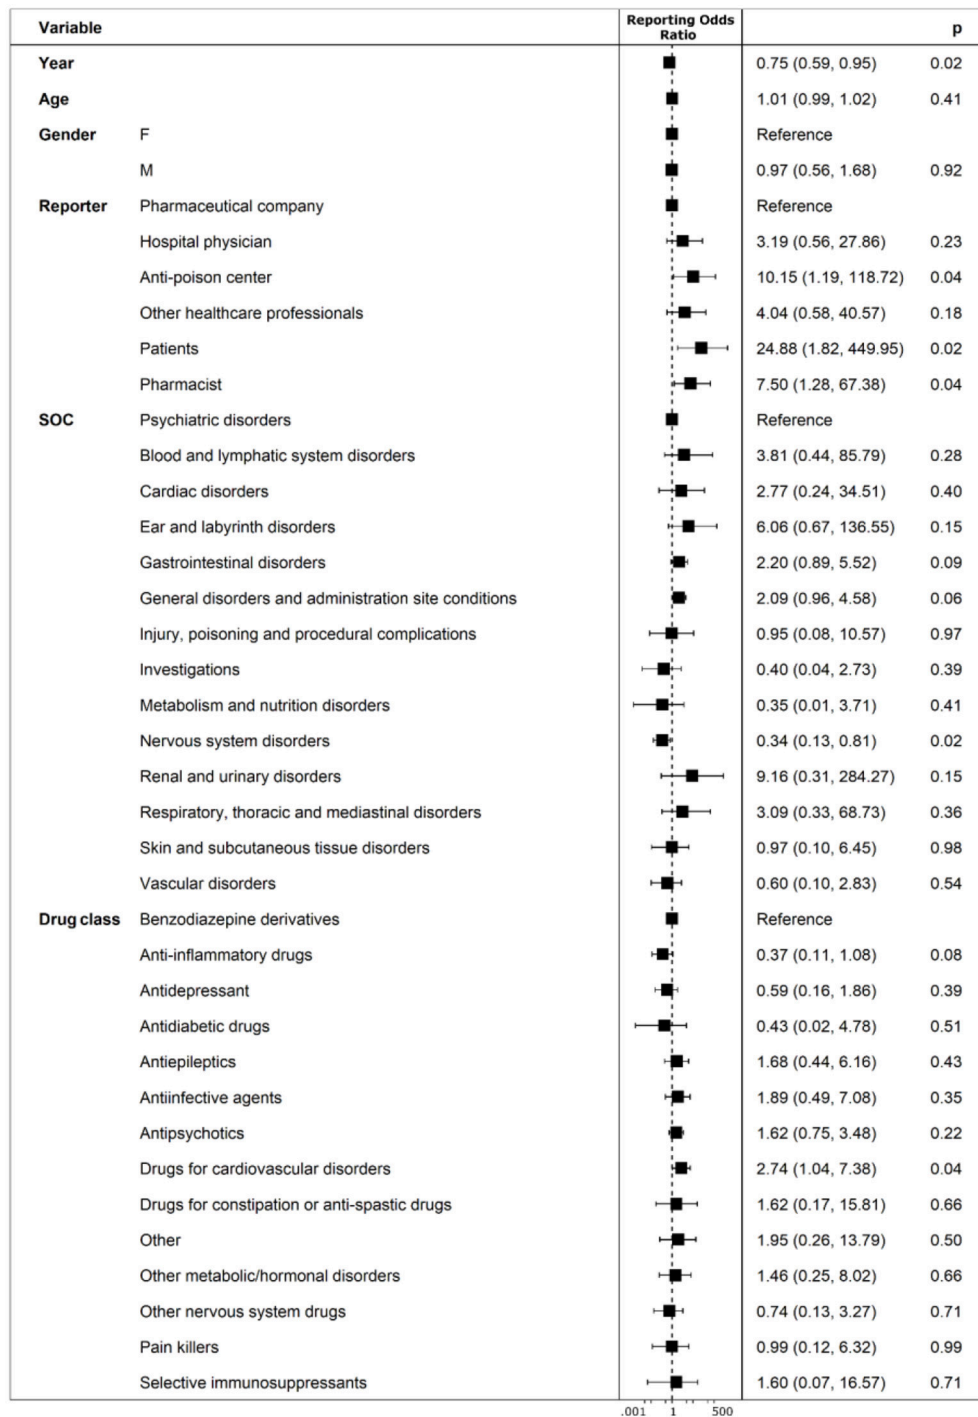 Variable Reporting Odds Ratio p
Year 0.75 (0.59, 0.95) 0.02
Age 1.01 (0.99, 1.02) 0.41
Gender F Reference
M 0.97 (0.56, 1.68) 0.92
Reporter Pharmaceutical company Reference
Hospital physician 3.19 (0.56, 27.86) 0.23
Anti-poison center 10.15 (1.19, 118.72) 0.04
Other healthcare professionals 4.04 (0.58, 40.57) 0.18
Patients 24.88 (1.82, 449.95) 0.02
Pharmacist 7.50 (1.28, 67.38) 0.04
SOC Psychiatric disorders Reference
Blood and lymphatic system disorders 3.81 (0.44, 85.79) 0.28
Cardiac disorders 2.77 (0.24, 34.51) 0.40
Ear and labyrinth disorders 6.06 (0.67, 136.55) 0.15
Gastrointestinal disorders 2.20 (0.89, 5.52) 0.09
General disorders and administration site conditions 2.09 (0.96, 4.58) 0.06
Injury, poisoning and procedural complications 0.95 (0.08, 10.57) 0.97
Investigations 0.40 (0.04, 2.73) 0.39
Metabolism and nutrition disorders 0.35 (0.01, 3.71) 0.41
Nervous system disorders 0.34 (0.13, 0.81) 0.02
Renal and urinary disorders 9.16 (0.31, 284.27) 0.15
Respiratory, thoracic and mediastinal disorders 3.09 (0.33, 68.73) 0.36
Skin and subcutaneous tissue disorders 0.97 (0.10, 6.45) 0.98
Vascular disorders 0.60 (0.10, 2.83) 0.54
Drug class Benzodiazepine derivatives Reference
Anti-inflammatory drugs 0.37 (0.11, 1.08) 0.08
Antidepressant 0.59 (0.16, 1.86) 0.39
Antidiabetic drugs 0.43 (0.02, 4.78) 0.51
Antiepileptics 1.68 (0.44, 6.16) 0.43
Antiinfective agents 1.89 (0.49, 7.08) 0.35
Antipsychotics 1.62 (0.75, 3.48) 0.22
Drugs for cardiovascular disorders 2.74 (1.04, 7.38) 0.04
Drugs for constipation or anti-spastic drugs 1.62 (0.17, 15.81) 0.66
Other 1.95 (0.26, 13.79) 0.50
Other metabolic/hormonal disorders 1.46 (0.25, 8.02) 0.66
Other nervous system drugs 0.74 (0.13, 3.27) 0.71
Pain killers 0.99 (0.12, 6.32) 0.99
Selective immunosuppressants 1.60 (0.07, 16.57) 0.71
.001 1 500